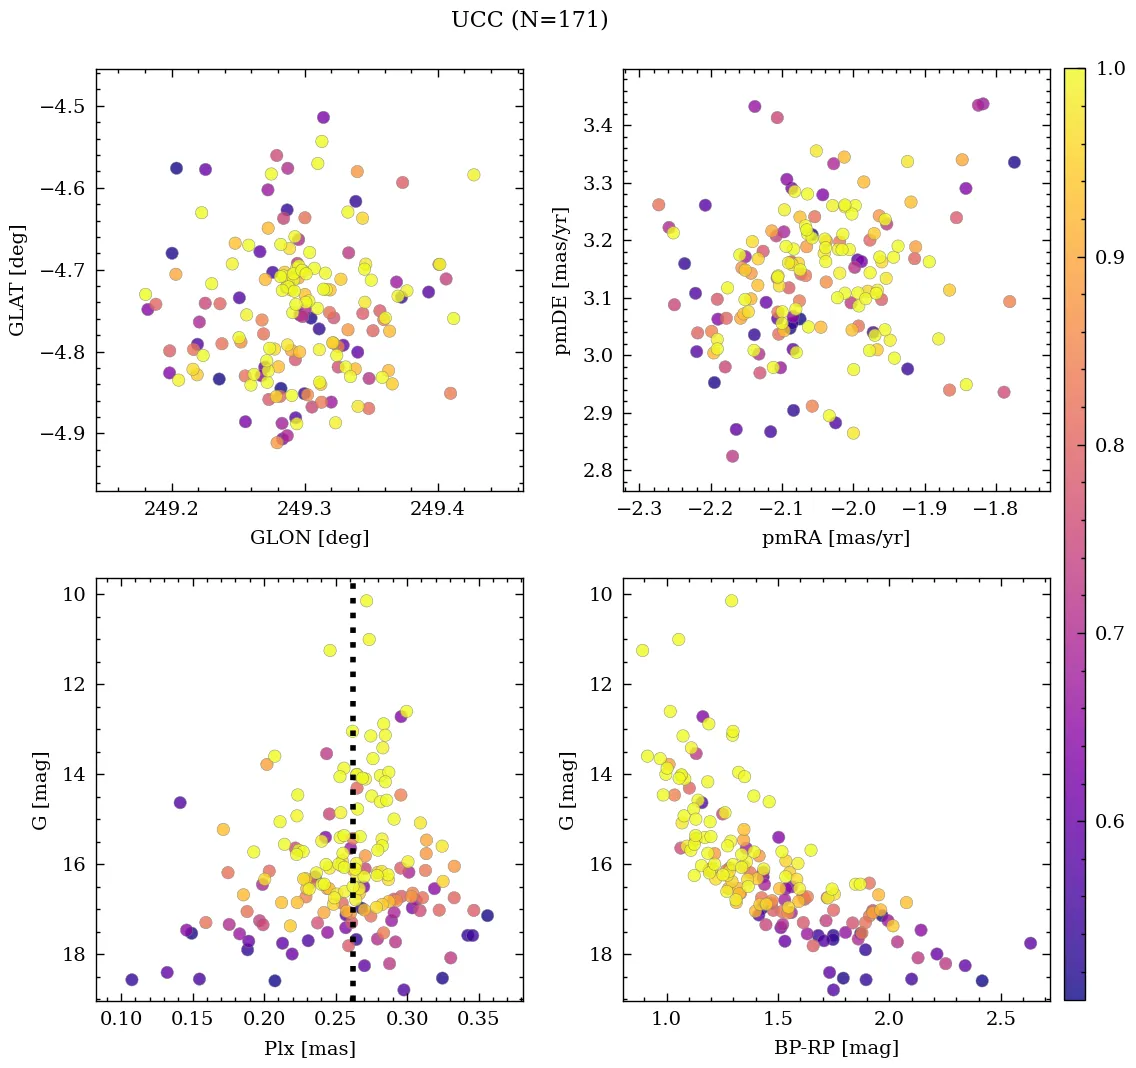 UCC (N=171)
−4.5
−4.6
−4.7
−4.8
−4.9
GLAT [deg]
249.2 249.3 249.4
GLON [deg]
3.4
3.3
3.2
3.1
3.0
2.9
2.8
pmDE [mas/yr]
−2.3 −2.2 −2.1 −2.0 −1.9 −1.8
pmRA [mas/yr]
10
12
14
16
18
G [mag]
0.10 0.15 0.20 0.25 0.30 0.35
Plx [mas]
10
12
14
16
18
G [mag]
1.0 1.5 2.0 2.5
BP-RP [mag]
1.0
0.9
0.8
0.7
0.6